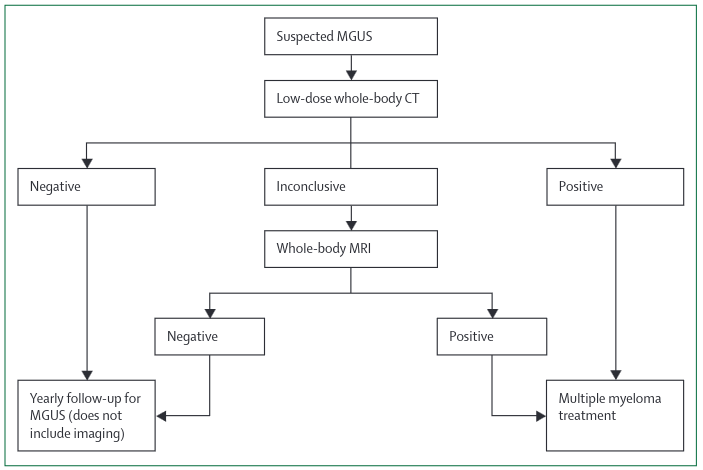 Suspected MGUS
Low-dose whole-body CT
Negative
Inconclusive
Positive
Whole-body MRI
Negative
Positive
Yearly follow-up for
MGUS (does not
include imaging)
Multiple myeloma
treatment